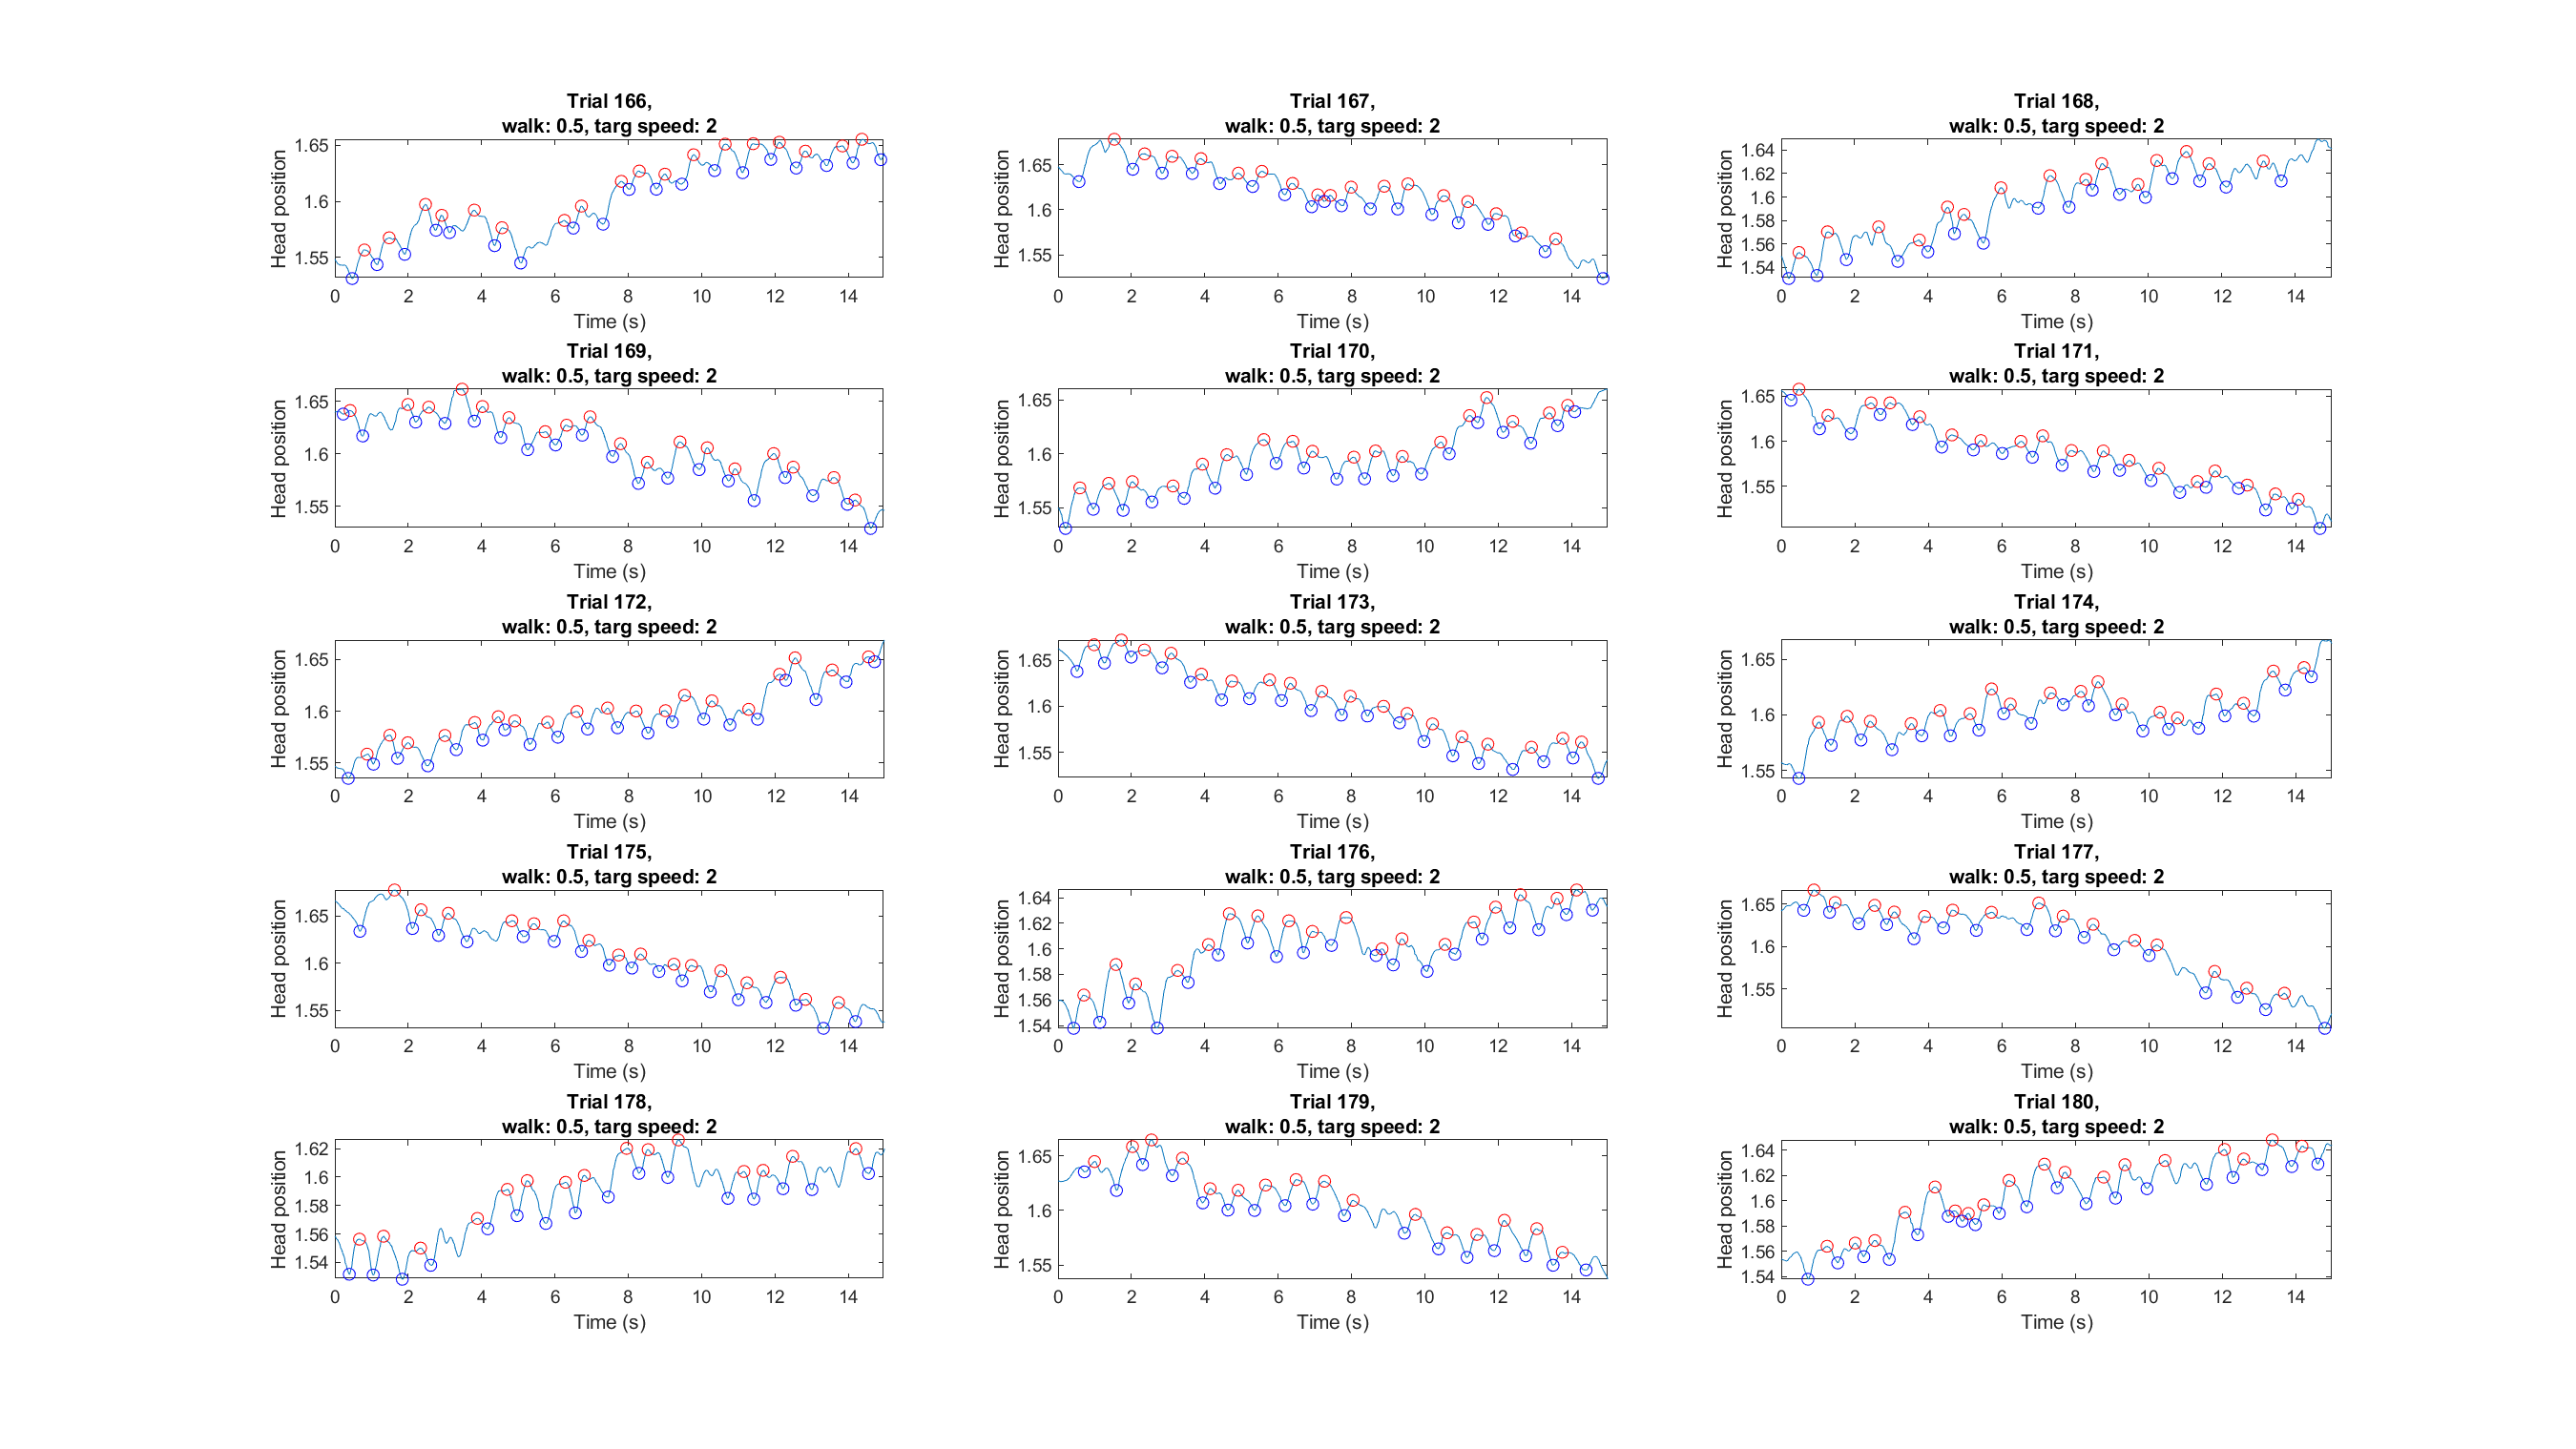 Trial 166,
walk: 0.5, targ speed: 2
Head position
1.65
1.6
1.55
0 2 4 6 8 10 12 14
Time (s)
Trial 167,
walk: 0.5, targ speed: 2
Head position
1.65
1.6
1.55
0 2 4 6 8 10 12 14
Time (s)
Trial 168,
walk: 0.5, targ speed: 2
Head position
1.64
1.62
1.6
1.58
1.56
1.54
0 2 4 6 8 10 12 14
Time (s)
Trial 169,
walk: 0.5, targ speed: 2
Head position
1.65
1.6
1.55
0 2 4 6 8 10 12 14
Time (s)
Trial 170,
walk: 0.5, targ speed: 2
Head position
1.65
1.6
1.55
0 2 4 6 8 10 12 14
Time (s)
Trial 171,
walk: 0.5, targ speed: 2
Head position
1.65
1.6
1.55
0 2 4 6 8 10 12 14
Time (s)
Trial 172,
walk: 0.5, targ speed: 2
Head position
1.65
1.6
1.55
0 2 4 6 8 10 12 14
Time (s)
Trial 173,
walk: 0.5, targ speed: 2
Head position
1.65
1.6
1.55
0 2 4 6 8 10 12 14
Time (s)
Trial 174,
walk: 0.5, targ speed: 2
Head position
1.65
1.6
1.55
0 2 4 6 8 10 12 14
Time (s)
Trial 175,
walk: 0.5, targ speed: 2
Head position
1.65
1.6
1.55
0 2 4 6 8 10 12 14
Time (s)
Trial 176,
walk: 0.5, targ speed: 2
Head position
1.64
1.62
1.6
1.58
1.56
1.54
0 2 4 6 8 10 12 14
Time (s)
Trial 177,
walk: 0.5, targ speed: 2
Head position
1.65
1.6
1.55
0 2 4 6 8 10 12 14
Time (s)
Trial 178,
walk: 0.5, targ speed: 2
Head position
1.62
1.6
1.58
1.56
1.54
0 2 4 6 8 10 12 14
Time (s)
Trial 179,
walk: 0.5, targ speed: 2
Head position
1.65
1.6
1.55
0 2 4 6 8 10 12 14
Time (s)
Trial 180,
walk: 0.5, targ speed: 2
Head position
1.64
1.62
1.6
1.58
1.56
1.54
0 2 4 6 8 10 12 14
Time (s)